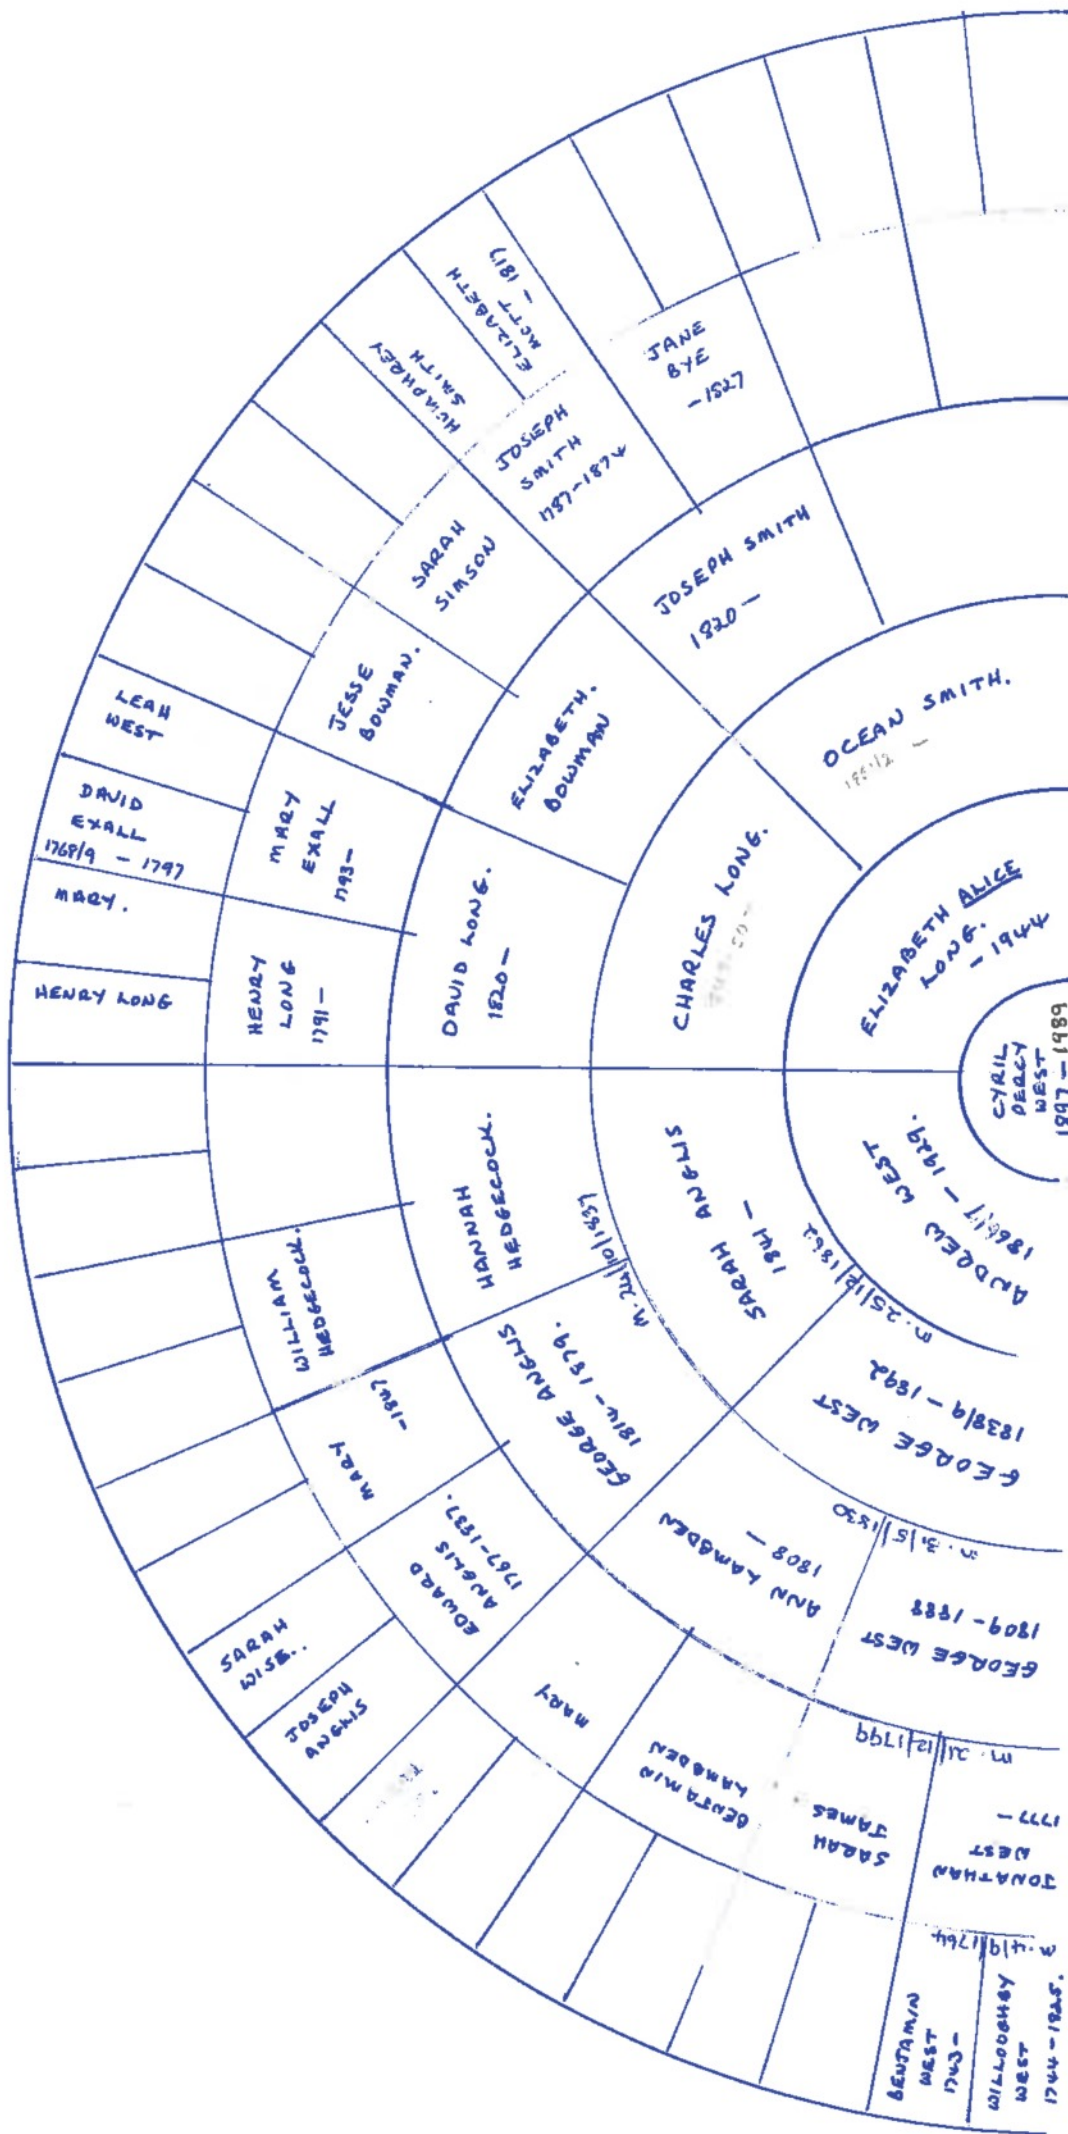 CYRIL
PERCY
WEST
1897 - 1989
ELIZABETH ALICE
LONG.
- 1944
ANDREW WEST
1866/7 - 1929.
OCEAN SMITH.
CHARLES LONG.
SARAH ANGLIS
1841 -
m. 25/12/1862
GEORGE WEST
1838/9 - 1892
JOSEPH SMITH
1820 -
ELIZABETH.
BOWMAN
DAVID LONG.
1820 -
HANNAH
HEDGECOCK.
m. 24/10/1837
GEORGE ANGLIS
1814 - 1879.
ANN LAMBDEN
1808 -
m. 3/5/1830
GEORGE WEST
1809 - 1888
JANE
BYE
- 1827
JOSEPH
SMITH
1787 - 1874
SARAH
SIMSON
JESSE
BOWMAN.
MARY
EXALL
1793 -
HENRY
LONG
1791 -
WILLIAM
HEDGECOCK.
MARY
- 1847
EDWARD
ANGLIS
1767 - 1837.
MARY
BENJAMIN
LAMBDEN
SARAH
JAMES
m. 21/12/1799
JONATHAN
WEST
1777 -
ELIZABETH
MOTT - 1817
HUMPHREY
SMITH
LEAH
WEST
DAVID
EXALL
1768/9 - 1797
MARY.
HENRY LONG
SARAH
WISE.
JOSEPH
ANGLIS
m. 4/9/1764
BENJAMIN
WEST
1743 -
WILLOUGHBY
WEST
1744 - 1825.